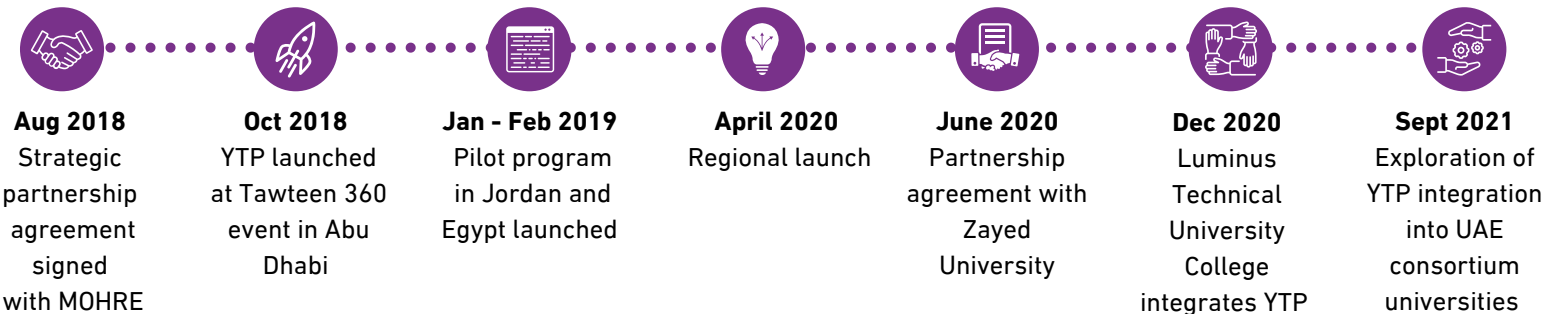 Aug 2018
Strategic
partnership
agreement
signed
with MOHRE
Oct 2018
YTP launched
at Tawteen 360
event in Abu
Dhabi
Jan - Feb 2019
Pilot program
in Jordan and
Egypt launched
April 2020
Regional launch
June 2020
Partnership
agreement with
Zayed
University
Dec 2020
Luminus
Technical
University
College
integrates YTP
Sept 2021
Exploration of
YTP integration
into UAE
consortium
universities